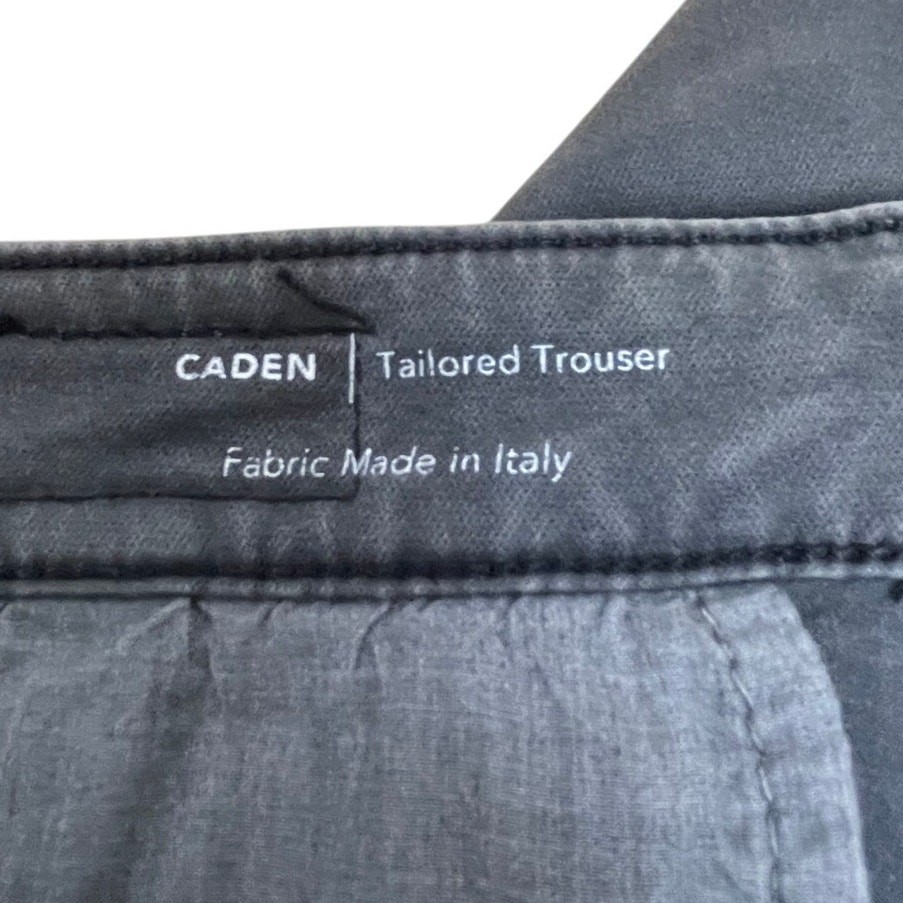 CADEN | Tailored Trouser
Fabric Made in Italy